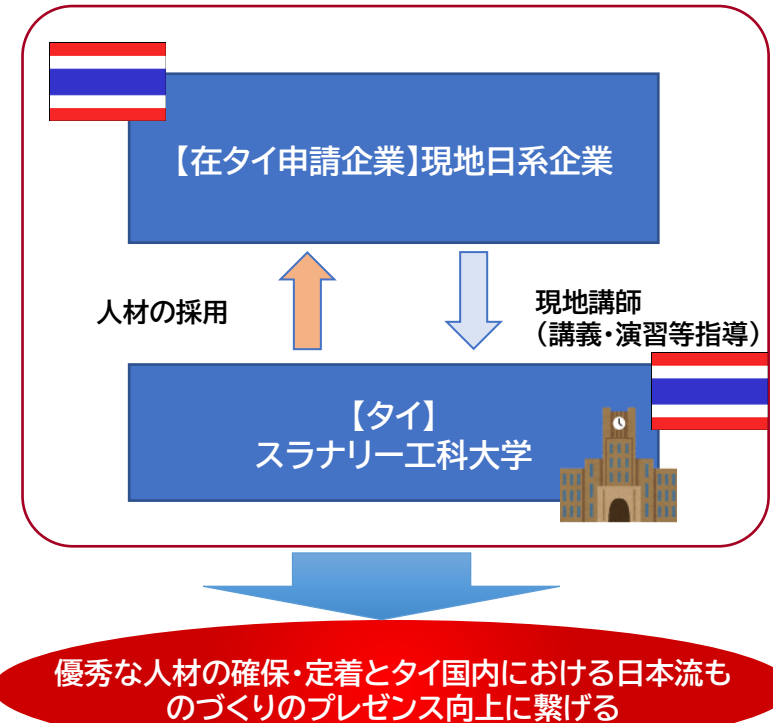 【在タイ申請企業】現地日系企業
人材の採用
現地講師
（講義・演習等指導）
【タイ】
スラナリー工科大学
優秀な人材の確保・定着とタイ国内における日本流も
のづくりのプレゼンス向上に繋げる